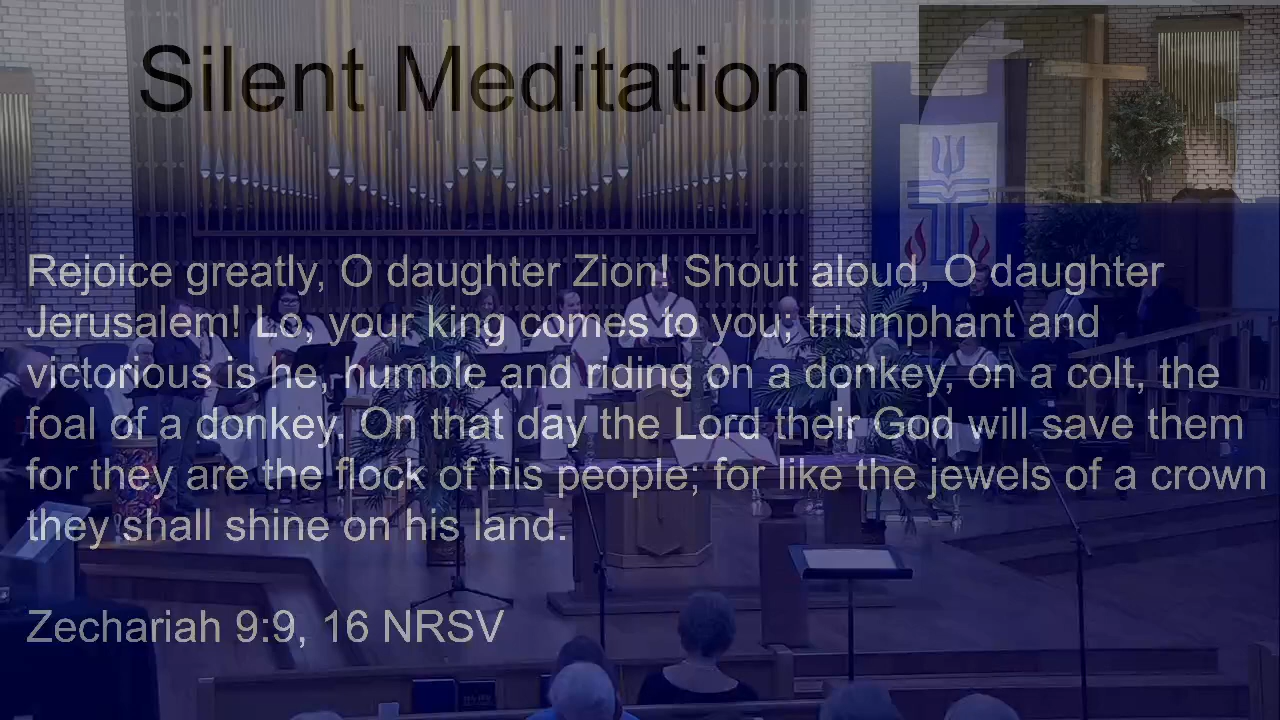 Silent Meditation
Rejoice greatly, O daughter Zion! Shout aloud, O daughter
Jerusalem! Lo, your king comes to you; triumphant and
victorious is he, humble and riding on a donkey, on a colt, the
foal of a donkey. On that day the Lord their God will save them
for they are the flock of his people; for like the jewels of a crown
they shall shine on his land.
Zechariah 9:9, 16 NRSV